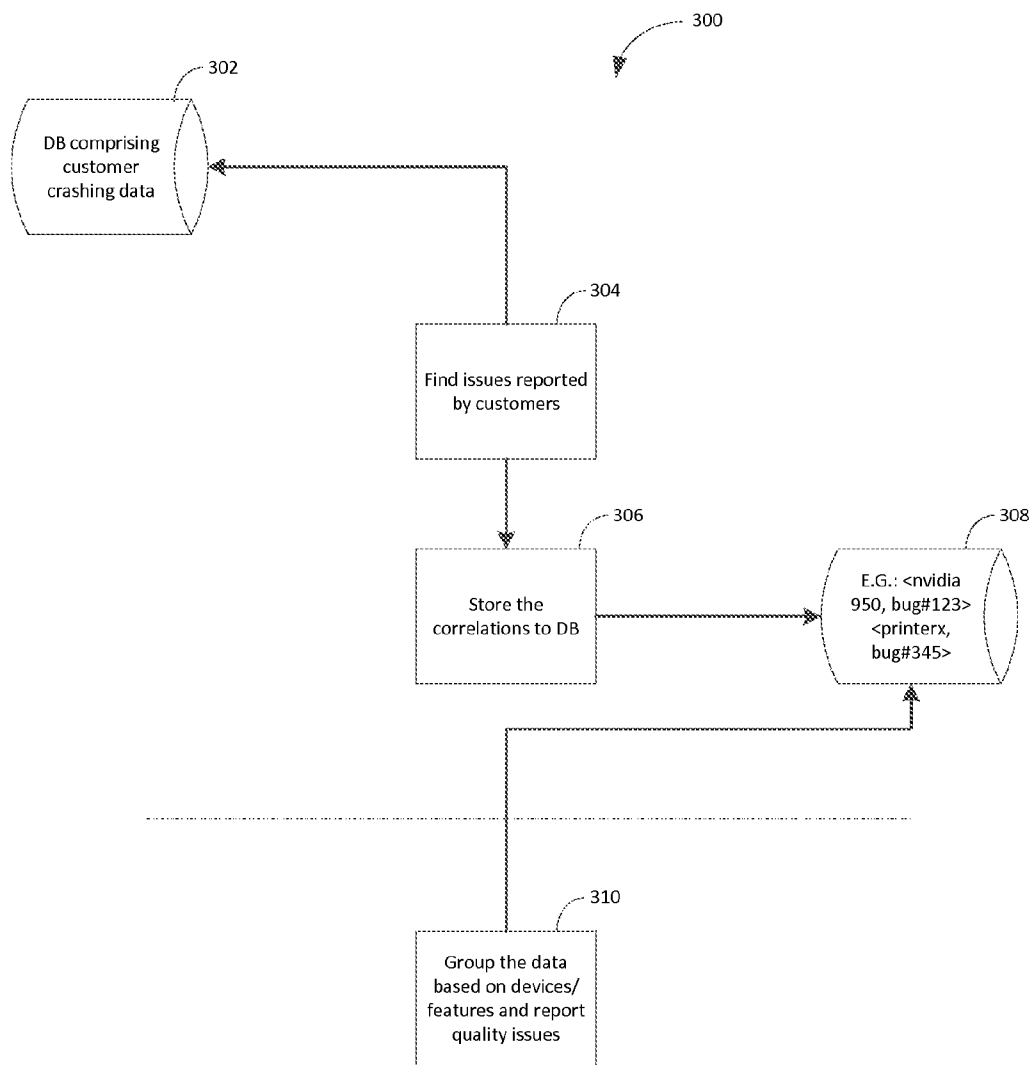 300
302
DB comprising
customer
crashing data
304
Find issues reported
by customers
306
Store the
correlations to DB
308
E.G.: <nvidia
950, bug#123>
<printerx,
bug#345>
310
Group the data
based on devices/
features and report
quality issues